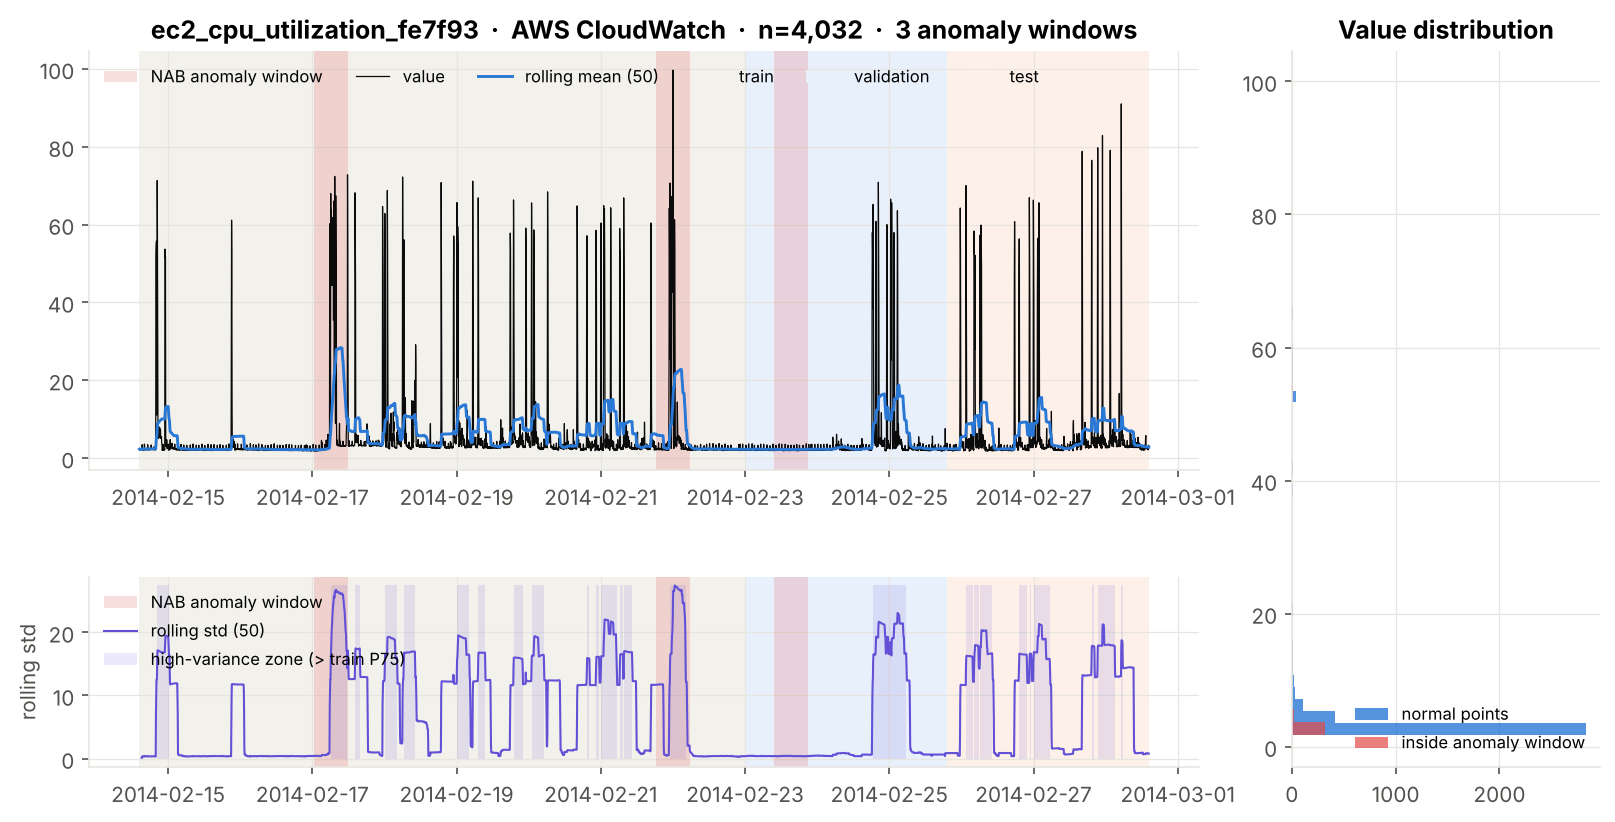 ec2_cpu_utilization_fe7f93 · AWS CloudWatch · n=4,032 · 3 anomaly windows
NAB anomaly window value rolling mean (50) train validation test
100
80
60
40
20
0
2014-02-15 2014-02-17 2014-02-19 2014-02-21 2014-02-23 2014-02-25 2014-02-27 2014-03-01
Value distribution
100
80
60
40
20
0
normal points
inside anomaly window
0 1000 2000
rolling std
NAB anomaly window
rolling std (50)
high-variance zone (> train P75)
20
10
0
2014-02-15 2014-02-17 2014-02-19 2014-02-21 2014-02-23 2014-02-25 2014-02-27 2014-03-01